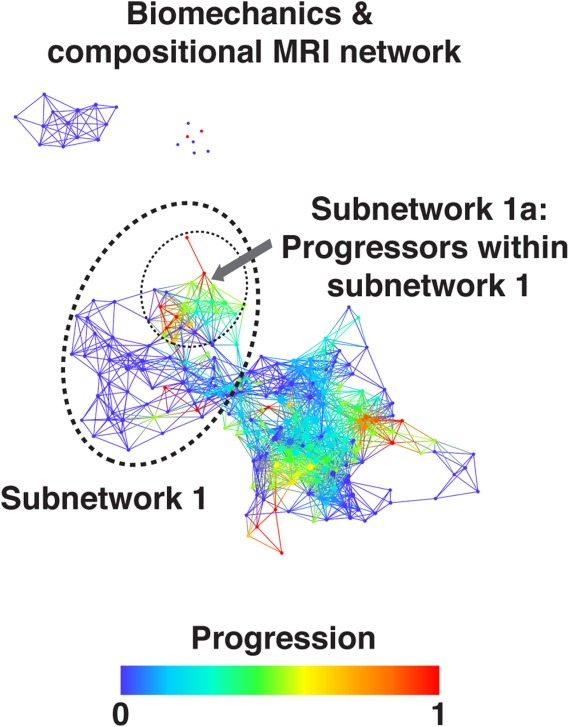 Biomechanics &
compositional MRI network
Subnetwork 1a:
Progressors within
subnetwork 1
Subnetwork 1
Progression
0 1